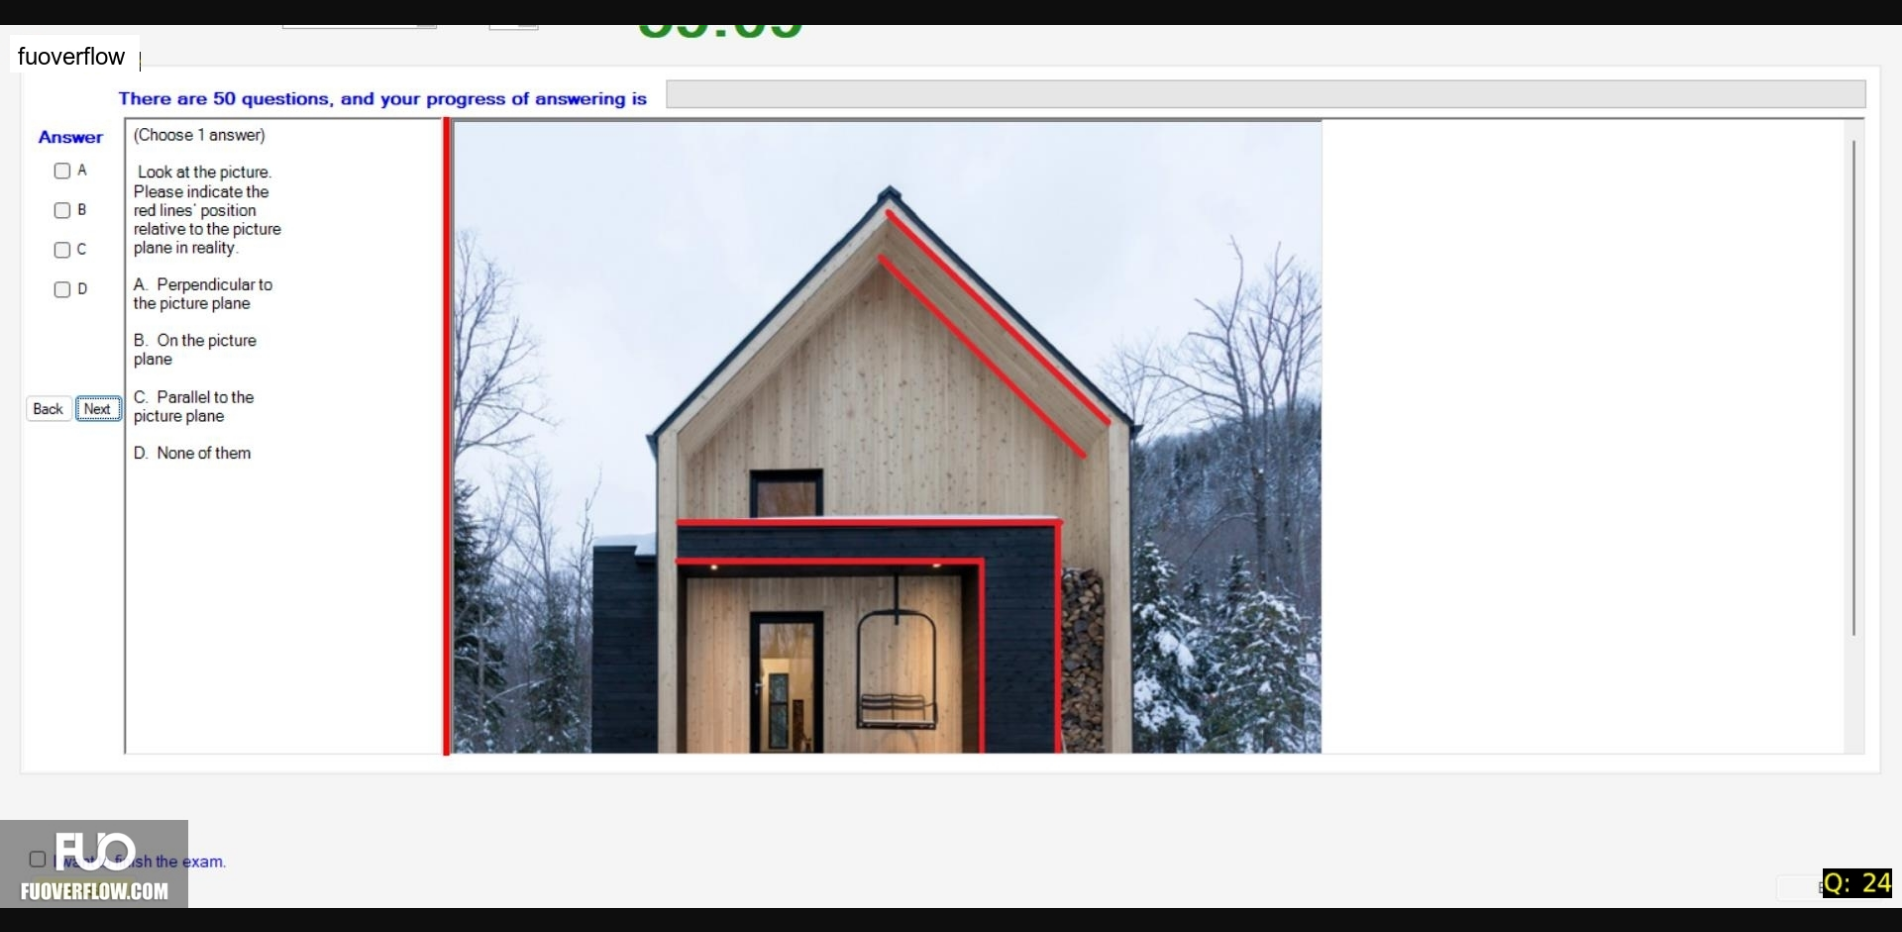 fuoverflow
There are 50 questions, and your progress of answering is
Answer
A
B
C
D
Back
Next
(Choose 1 answer)
Look at the picture.
Please indicate the
red lines' position
relative to the picture
plane in reality.
A. Perpendicular to
the picture plane
B. On the picture
plane
C. Parallel to the
picture plane
D. None of them
FUO
finish the exam.
FUOVERFLOW.COM
Q: 24